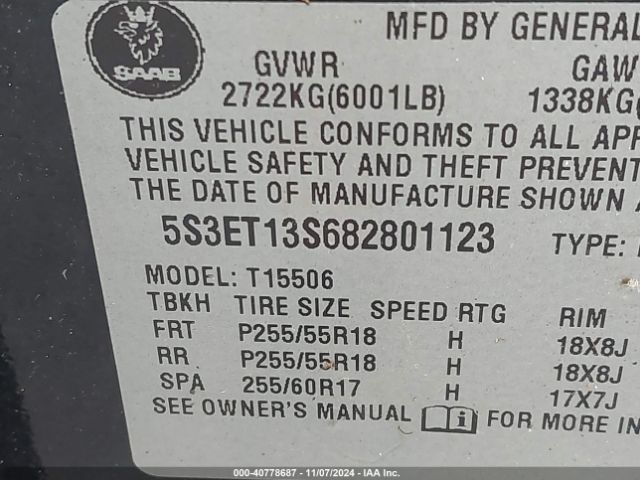 SAAB
MFD BY GENERAL
GVWR GAW
2722KG(6001LB) 1338KG(
THIS VEHICLE CONFORMS TO ALL APP
VEHICLE SAFETY AND THEFT PREVENT
THE DATE OF MANUFACTURE SHOWN A
5S3ET13S682801123 TYPE:
MODEL: T15506
TBKH TIRE SIZE SPEED RTG RIM
FRT P255/55R18 H 18X8J
RR P255/55R18 H 18X8J
SPA 255/60R17 H 17X7J
SEE OWNER'S MANUAL i FOR MORE IN
000-40778687 - 11/07/2024 - IAA Inc.